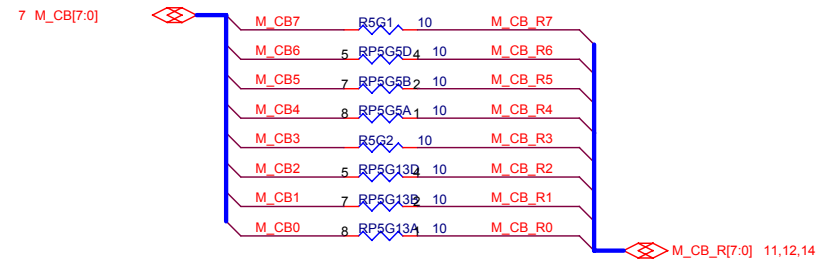 7 M_CB[7:0]
M_CB7 R5G1 10 M_CB_R7
M_CB6 5 RP5G5D 4 10 M_CB_R6
M_CB5 7 RP5G5B 2 10 M_CB_R5
M_CB4 8 RP5G5A 1 10 M_CB_R4
M_CB3 R5G2 10 M_CB_R3
M_CB2 5 RP5G13D 4 10 M_CB_R2
M_CB1 7 RP5G13B 2 10 M_CB_R1
M_CB0 8 RP5G13A 1 10 M_CB_R0
M_CB_R[7:0] 11,12,14